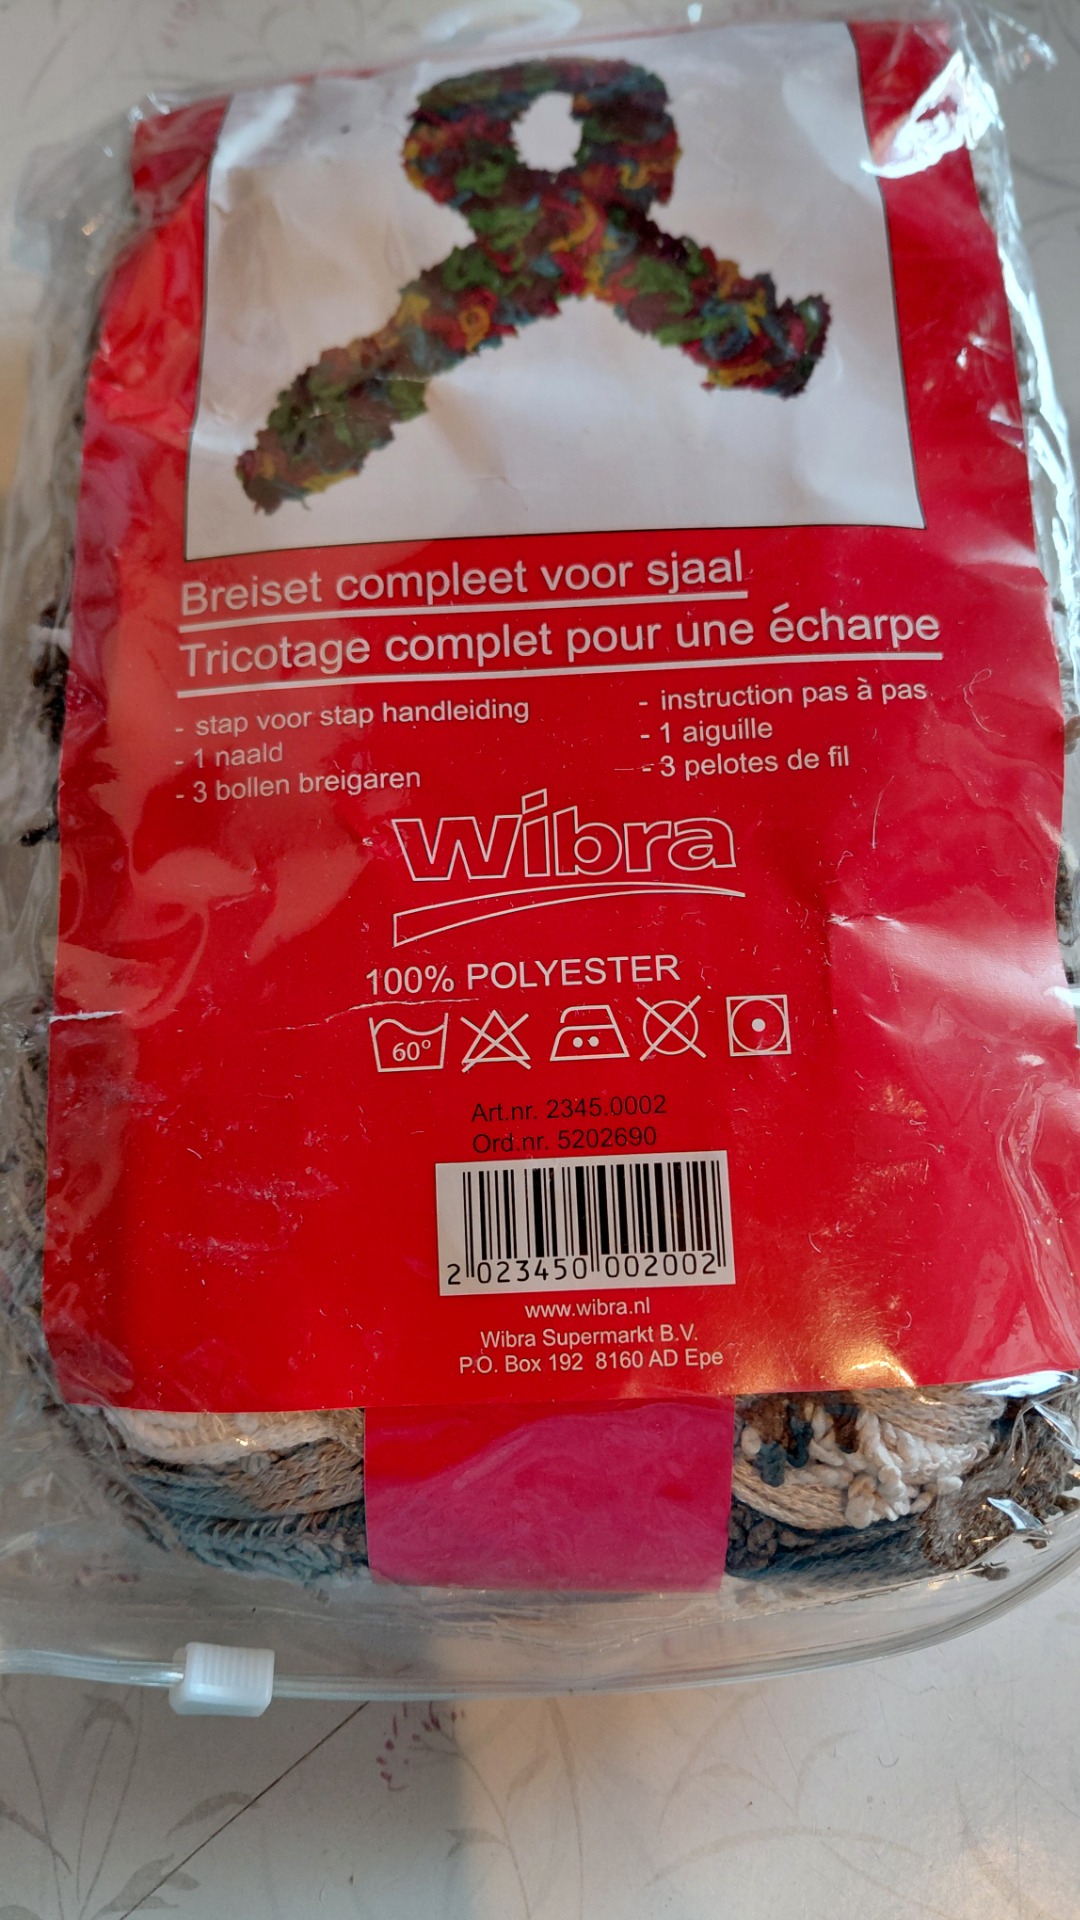 Breiset compleet voor sjaal
Tricotage complet pour une écharpe
- stap voor stap handleiding
- 1 naald
- 3 bollen breigaren
- instruction pas à pas
- 1 aiguille
- 3 pelotes de fil
wibra
100% POLYESTER
60°
Art.nr. 2345.0002
Ord.nr. 5202690
2 023450 002002
www.wibra.nl
Wibra Supermarkt B.V.
P.O. Box 192 8160 AD Epe